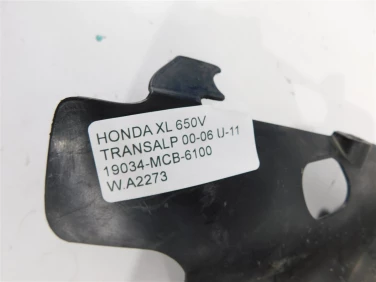 HONDA XL 650V
TRANSALP 00-06 U-11
19034-MCB-6100
W.A2273